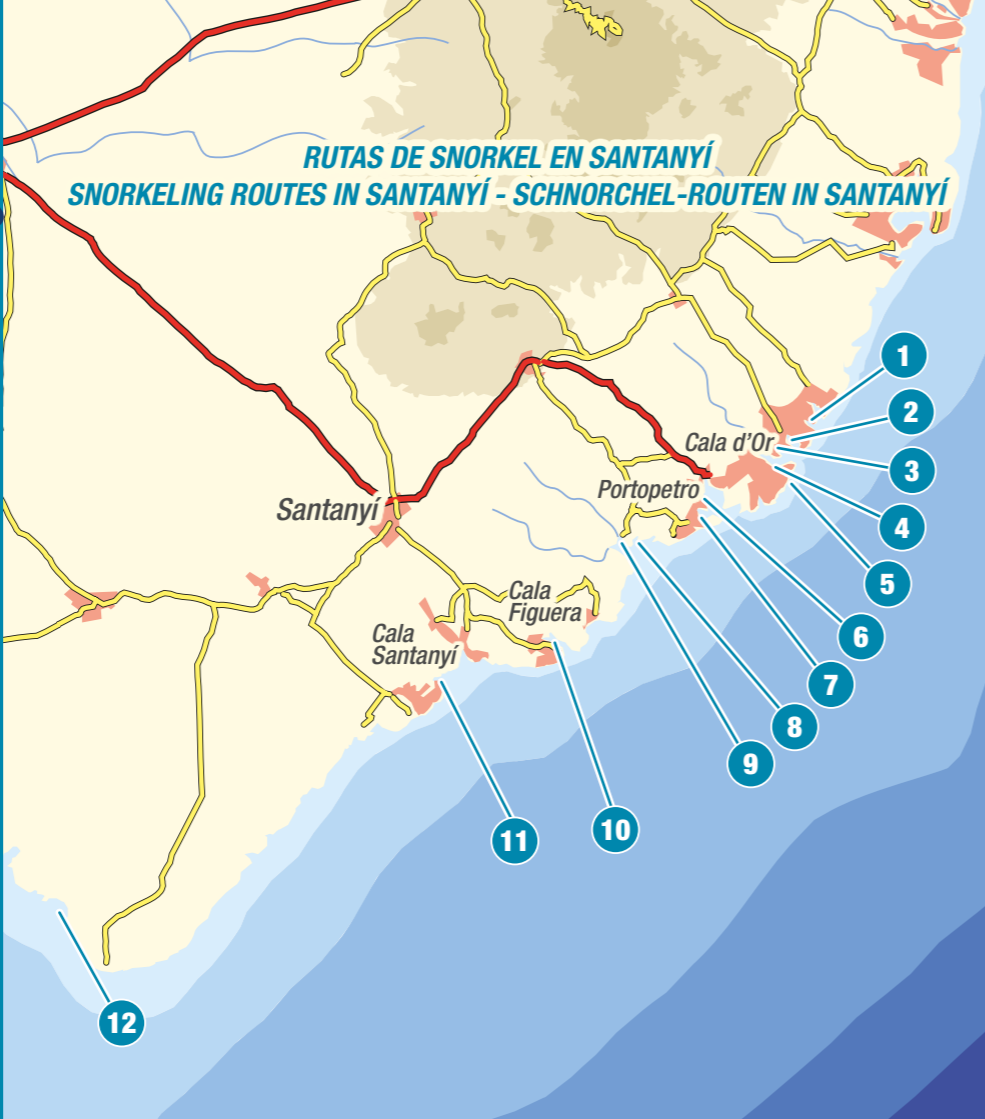 RUTAS DE SNORKEL EN SANTANYÍ
SNORKELING ROUTES IN SANTANYÍ - SCHNORCHEL-ROUTEN IN SANTANYÍ
1
2
Cala d'Or
3
Portopetro
4
Santanyí
5
Cala
Figuera
6
Cala
Santanyí
7
8
9
10
11
12